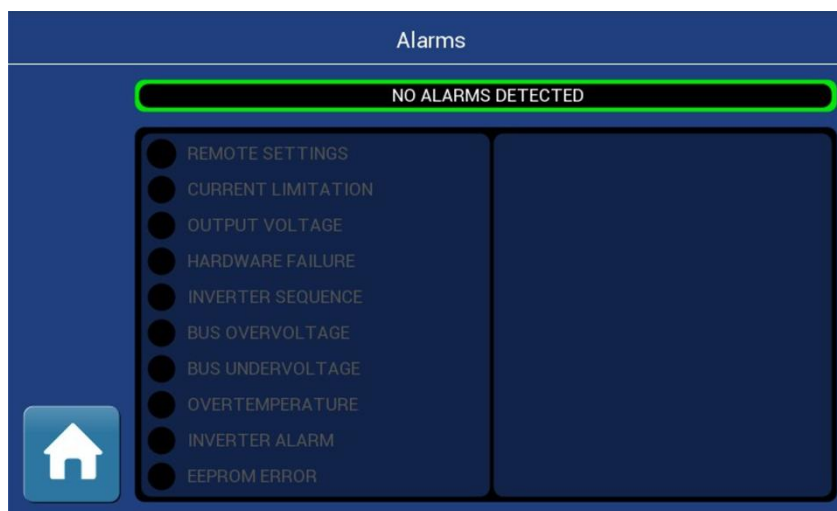 Alarms
NO ALARMS DETECTED
REMOTE SETTINGS
CURRENT LIMITATION
OUTPUT VOLTAGE
HARDWARE FAILURE
INVERTER SEQUENCE
BUS OVERVOLTAGE
BUS UNDERVOLTAGE
OVERTEMPERATURE
INVERTER ALARM
EEPROM ERROR